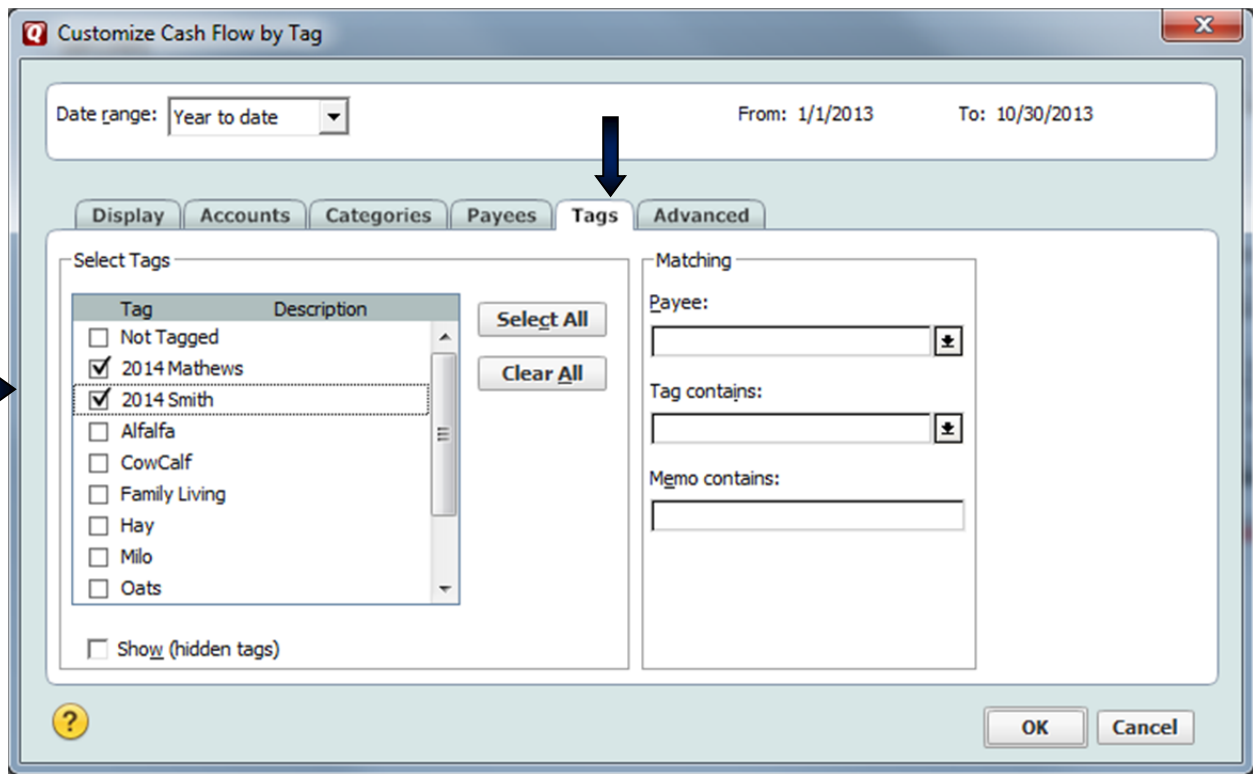 Customize Cash Flow by Tag
Date range: Year to date From: 1/1/2013 To: 10/30/2013
Display Accounts Categories Payees Tags Advanced
Select Tags
Tag Description
Not Tagged
2014 Mathews
2014 Smith
Alfalfa
CowCalf
Family Living
Hay
Milo
Oats
Show (hidden tags)
Select All
Clear All
Matching
Payee:
Tag contains:
Memo contains:
?
OK Cancel